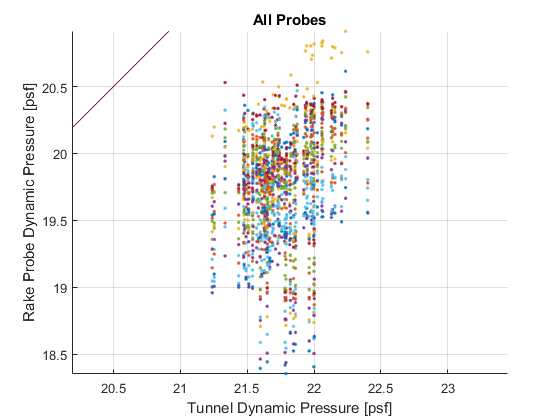 All Probes
Rake Probe Dynamic Pressure [psf]
20.5
20
19.5
19
18.5
20.5 21 21.5 22 22.5 23
Tunnel Dynamic Pressure [psf]